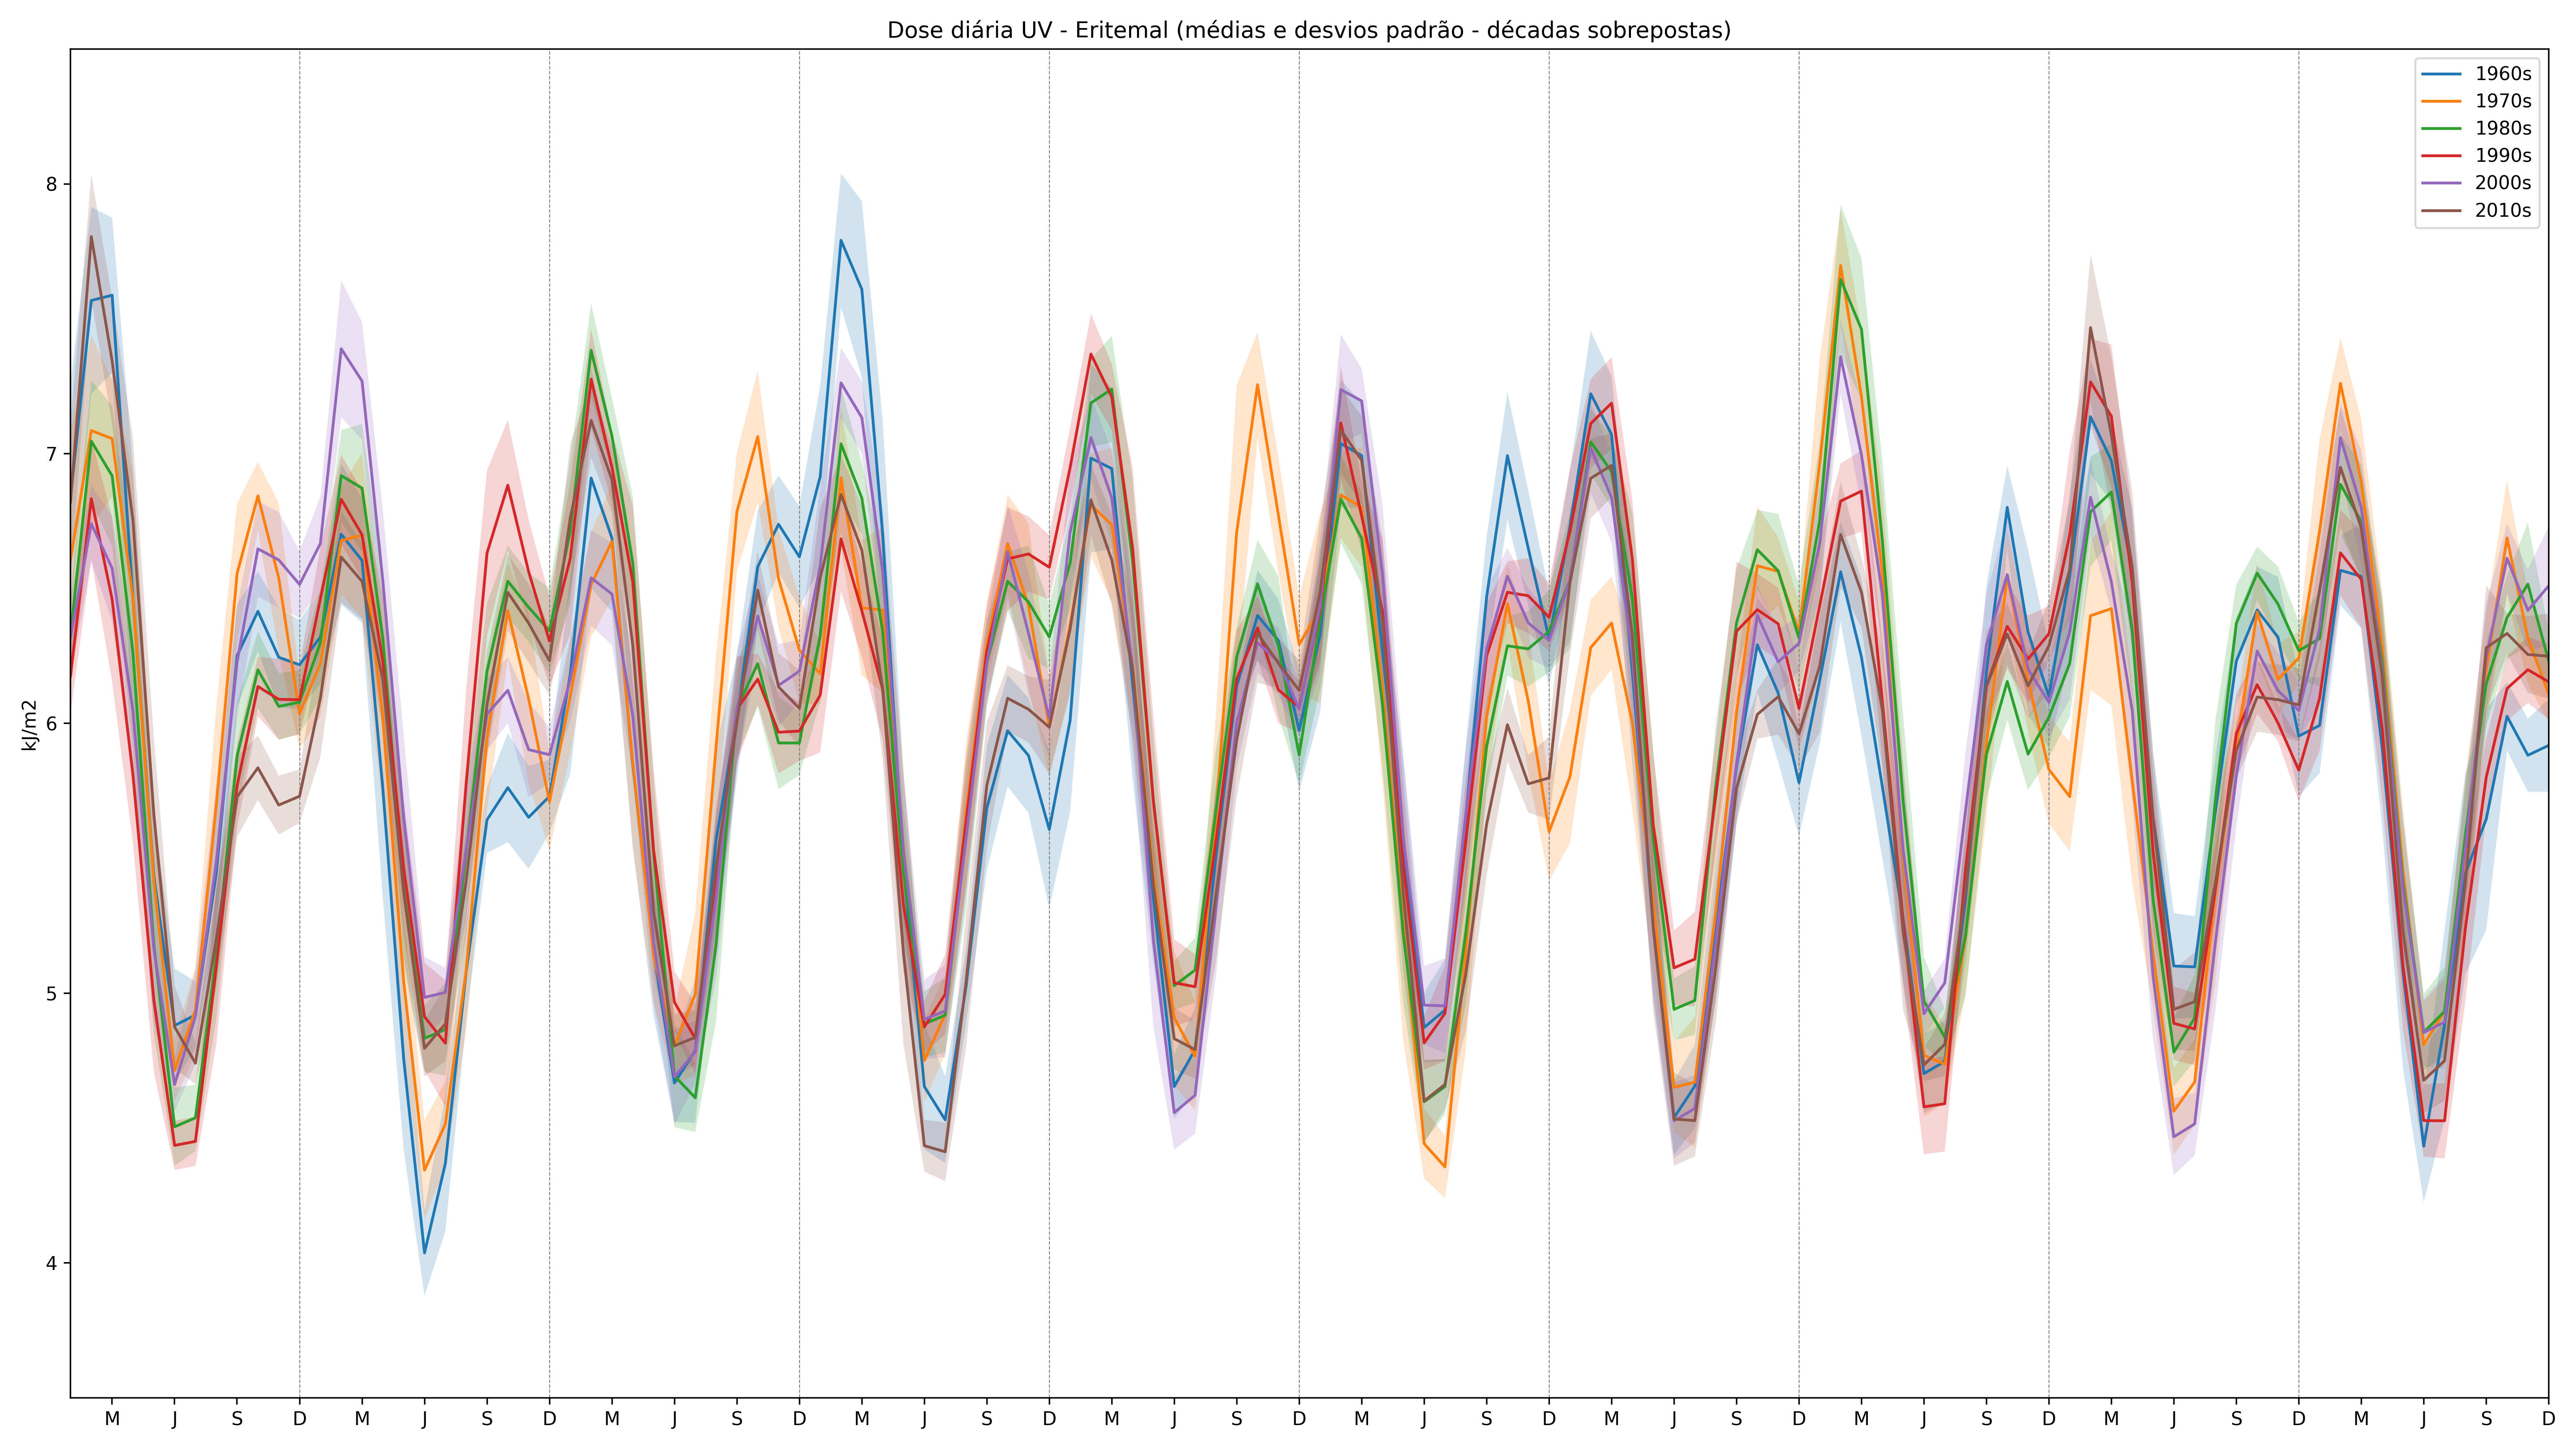 Dose diária UV - Eritemal (médias e desvios padrão - décadas sobrepostas)
1960s
1970s
1980s
1990s
2000s
2010s
8
7
6
5
4
kJ/m2
M J S D M J S D M J S D M J S D M J S D M J S D M J S D M J S D M J S D M J S D